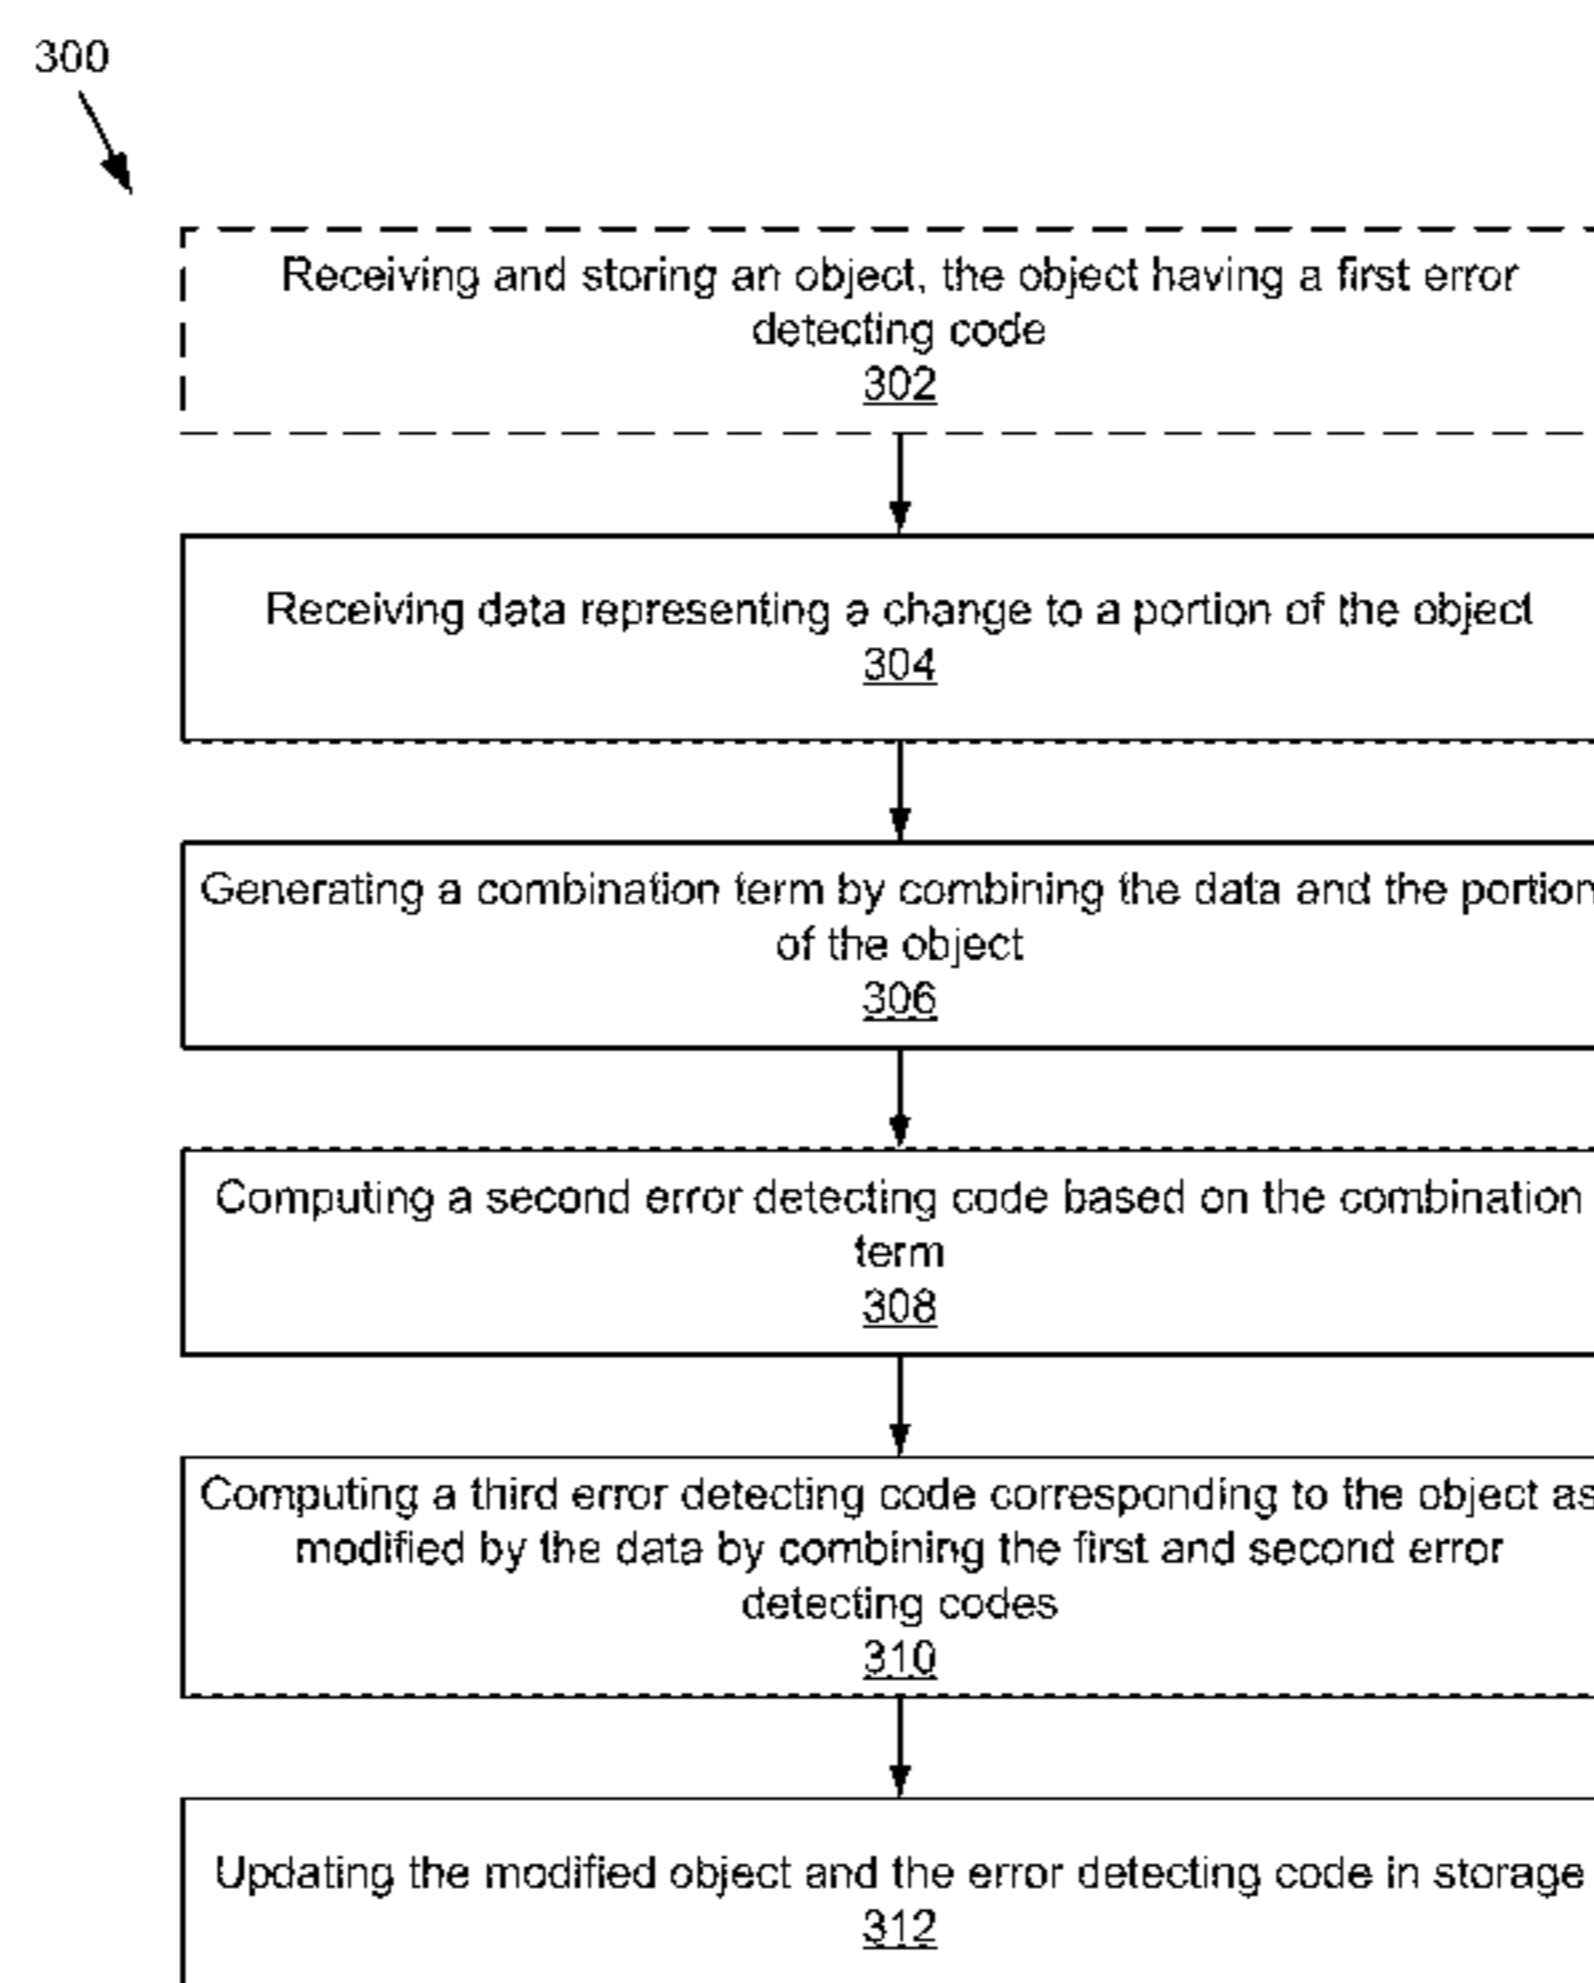 300
Receiving and storing an object, the object having a first error
detecting code
302
Receiving data representing a change to a portion of the object
304
Generating a combination term by combining the data and the portion
of the object
306
Computing a second error detecting code based on the combination
term
308
Computing a third error detecting code corresponding to the object as
modified by the data by combining the first and second error
detecting codes
310
Updating the modified object and the error detecting code in storage
312